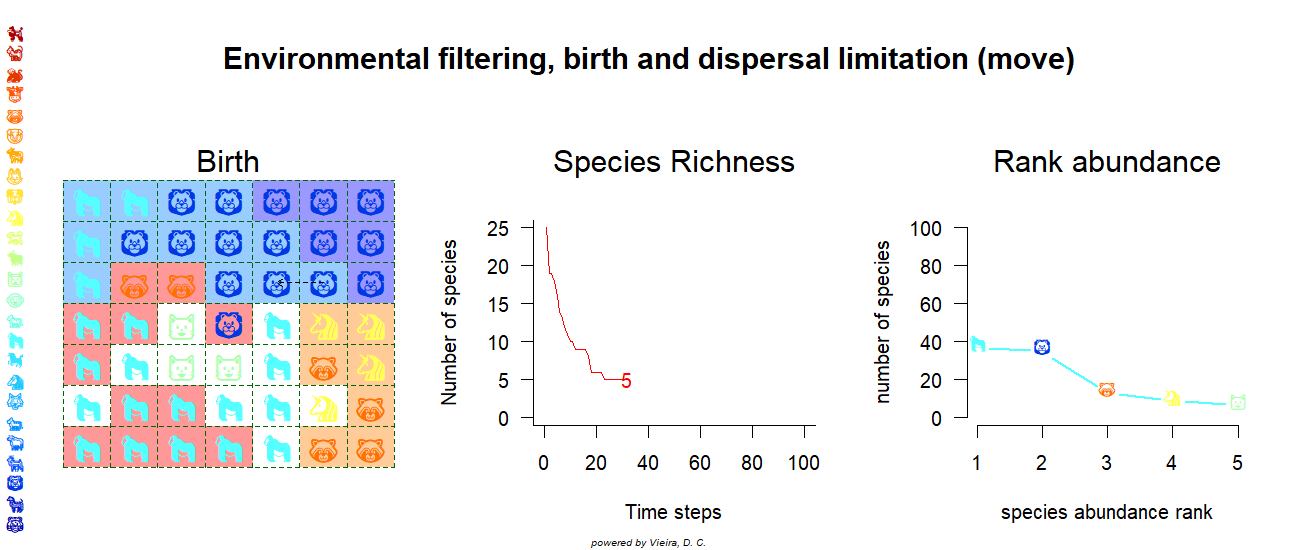 Environmental filtering, birth and dispersal limitation (move)
Birth
Species Richness
Number of species
25
20
15
10
5
0
5
0 20 40 60 80 100
Time steps
Rank abundance
number of species
100
80
60
40
20
0
1 2 3 4 5
species abundance rank
powered by Vieira, D. C.